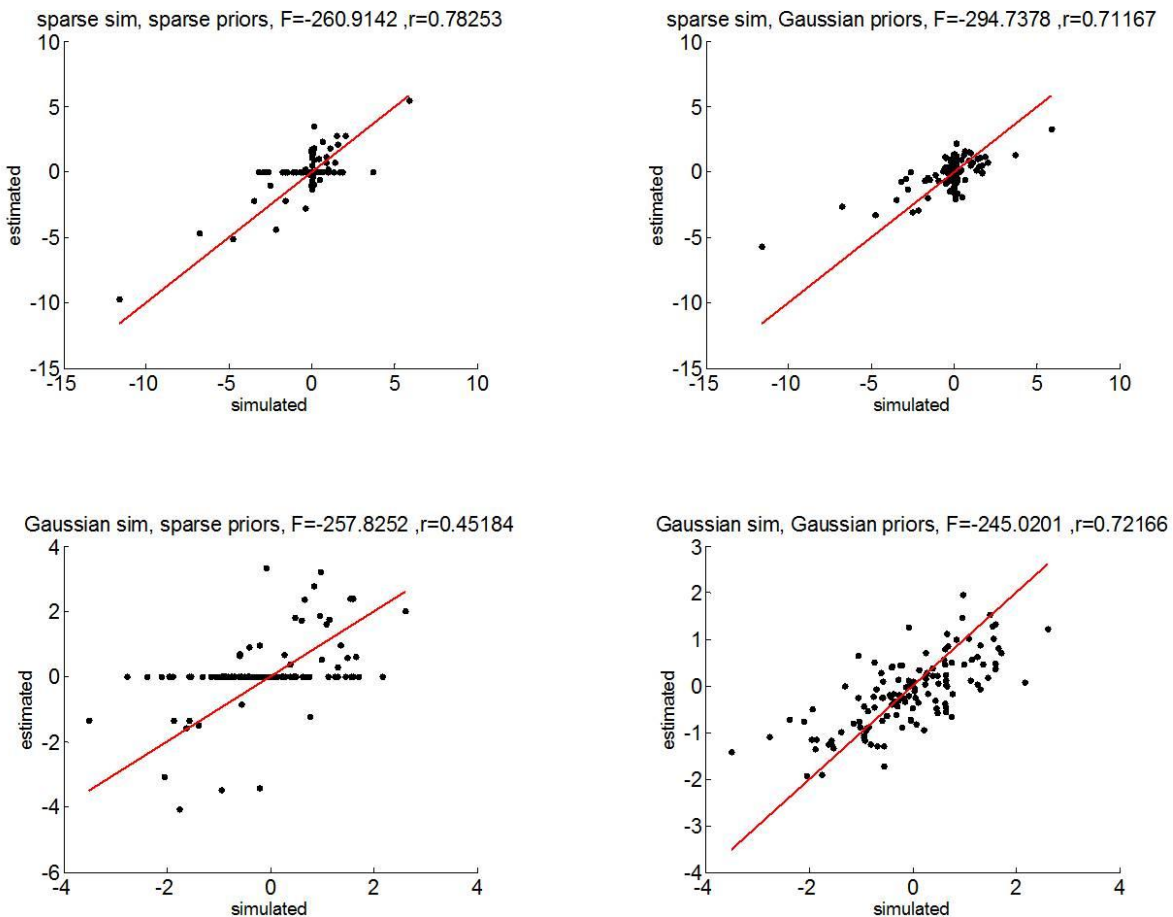 sparse sim, sparse priors, F=-260.9142 ,r=0.78253
10
5
0
-5
-10
-15
estimated
-15 -10 -5 0 5 10
simulated
sparse sim, Gaussian priors, F=-294.7378 ,r=0.71167
10
5
0
-5
-10
-15
estimated
-15 -10 -5 0 5 10
simulated
Gaussian sim, sparse priors, F=-257.8252 ,r=0.45184
4
2
0
-2
-4
-6
estimated
-4 -2 0 2 4
simulated
Gaussian sim, Gaussian priors, F=-245.0201 ,r=0.72166
3
2
1
0
-1
-2
-3
-4
estimated
-4 -2 0 2 4
simulated